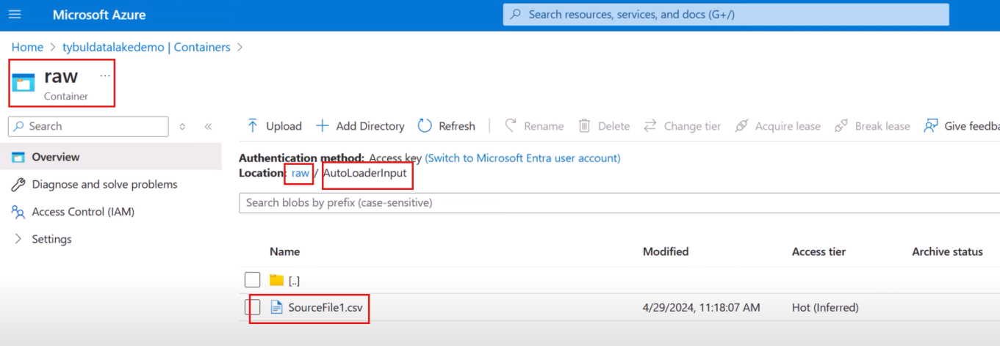 Microsoft Azure
Search resources, services, and docs (G+/)
Home > tybuldatalakedemo | Containers >
raw ...
Container
Search
Upload Add Directory Refresh Rename Delete Change tier Acquire lease Break lease Give feedba
Overview
Authentication method: Access key (Switch to Microsoft Entra user account)
Location: raw / AutoLoaderInput
Diagnose and solve problems
Search blobs by prefix (case-sensitive)
Access Control (IAM)
Settings
Name Modified Access tier Archive status
[..]
SourceFile1.csv 4/29/2024, 11:18:07 AM Hot (Inferred)